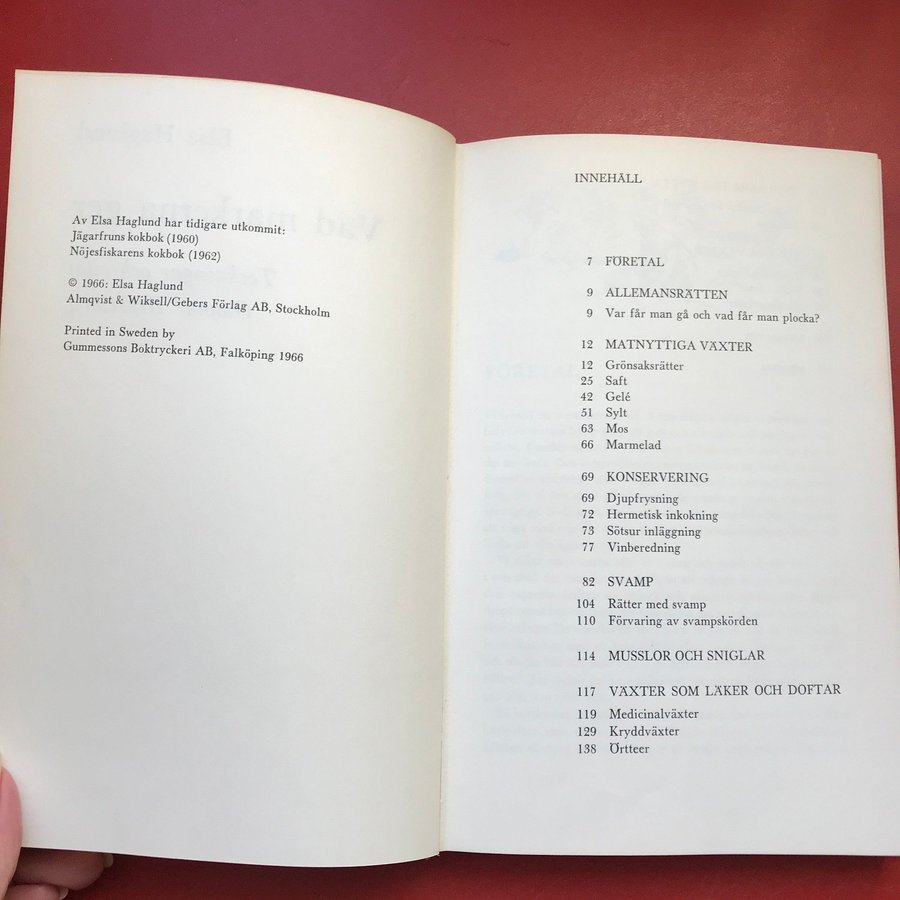 Av Elsa Haglund har tidigare utkommit:
Jägarfruns kokbok (1960)
Nöjesfiskarens kokbok (1962)
© 1966: Elsa Haglund
Almqvist & Wiksell/Gebers Förlag AB, Stockholm
Printed in Sweden by
Gummessons Boktryckeri AB, Falköping 1966
INNEHÅLL
7 FÖRETAL
9 ALLEMANSRÄTTEN
9 Var får man gå och vad får man plocka?
12 MATNYTTIGA VÄXTER
12 Grönsaksrätter
25 Saft
42 Gelé
51 Sylt
63 Mos
66 Marmelad
69 KONSERVERING
69 Djupfrysning
72 Hermetisk inkokning
73 Sötsur inläggning
77 Vinberedning
82 SVAMP
104 Rätter med svamp
110 Förvaring av svampskörden
114 MUSSLOR OCH SNIGLAR
117 VÄXTER SOM LÄKER OCH DOFTAR
119 Medicinalväxter
129 Kryddväxter
138 Örtteer